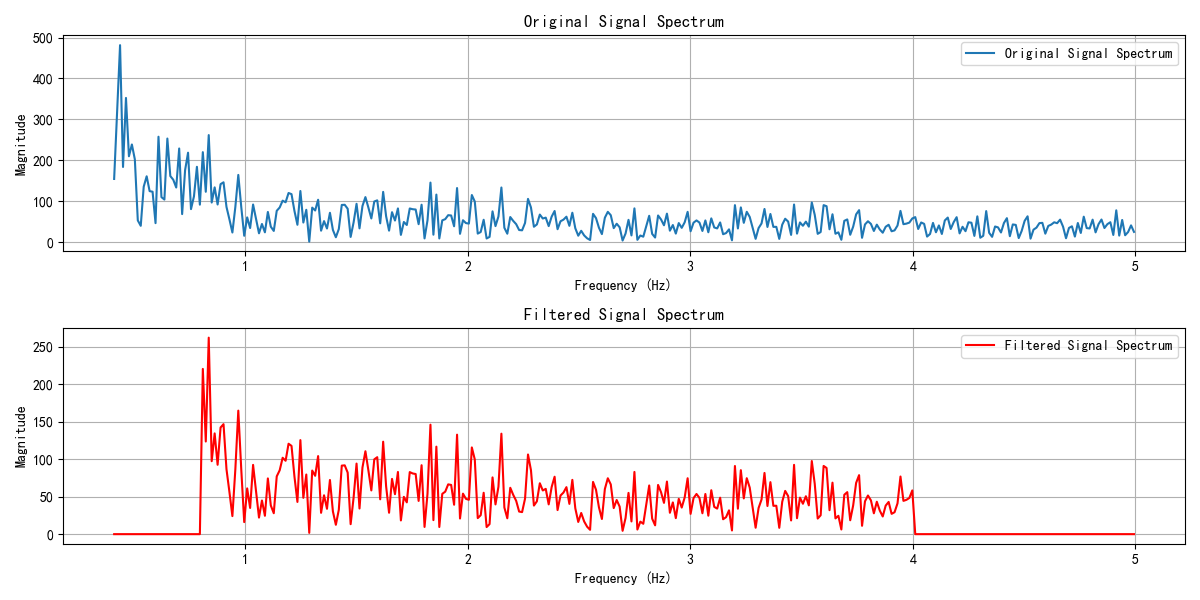 Original Signal Spectrum
500
400
300
200
100
0
Magnitude
Original Signal Spectrum
1 2 3 4 5
Frequency (Hz)
Filtered Signal Spectrum
250
200
150
100
50
0
Magnitude
Filtered Signal Spectrum
1 2 3 4 5
Frequency (Hz)